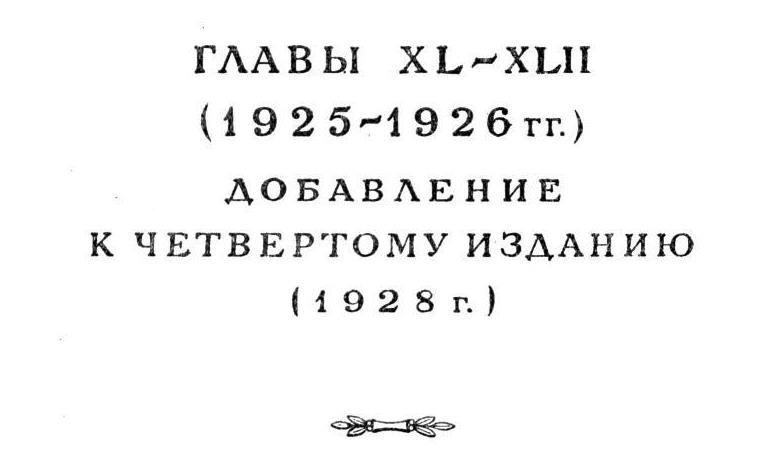 ГЛАВЫ XL~XLII
(1925~1926 гг.)
ДОБАВЛЕНИЕ
К ЧЕТВЕРТОМУ ИЗДАНИЮ
(1928 г.)